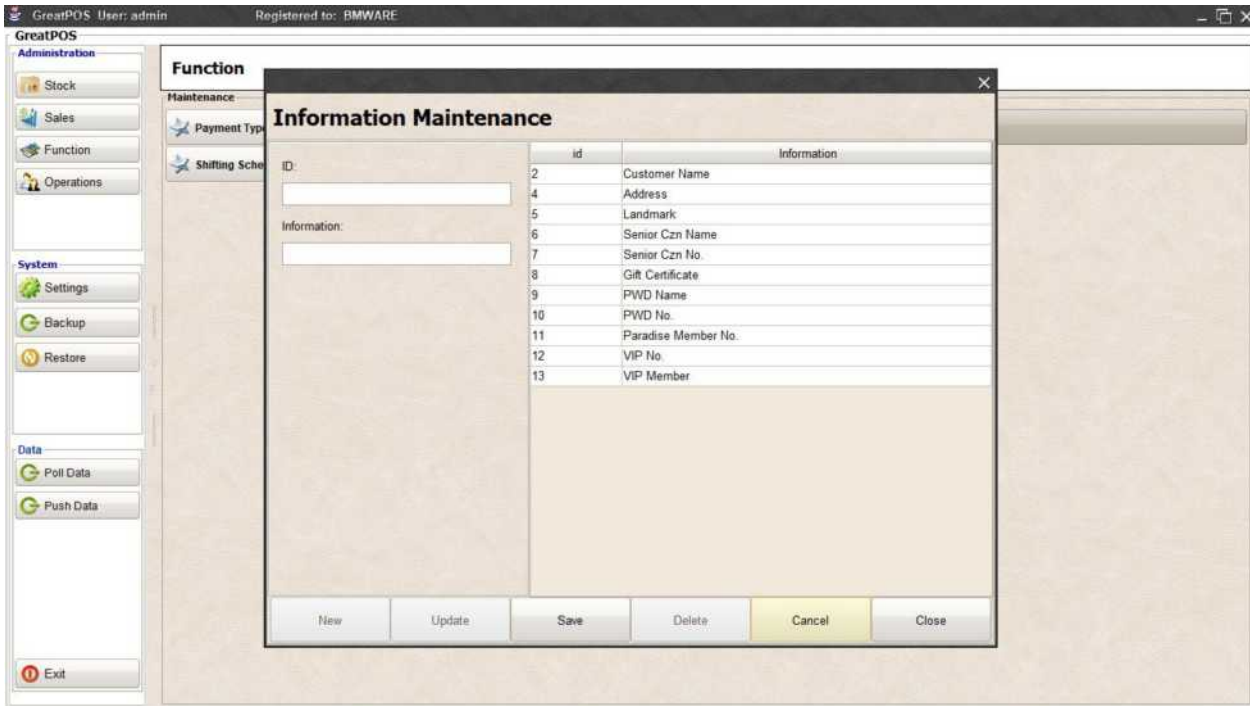 GreatPOS User: admin Registered to: BMWARE
GreatPOS
Administration
Stock
Sales
Function
Operations
System
Settings
Backup
Restore
Data
Poll Data
Push Data
Exit
Function
Maintenance
Payment Typ
Shifting Sche
Information Maintenance
ID:
Information:
id Information
2 Customer Name
4 Address
5 Landmark
6 Senior Czn Name
7 Senior Czn No.
8 Gift Certificate
9 PWD Name
10 PWD No.
11 Paradise Member No.
12 VIP No.
13 VIP Member
New Update Save Delete Cancel Close